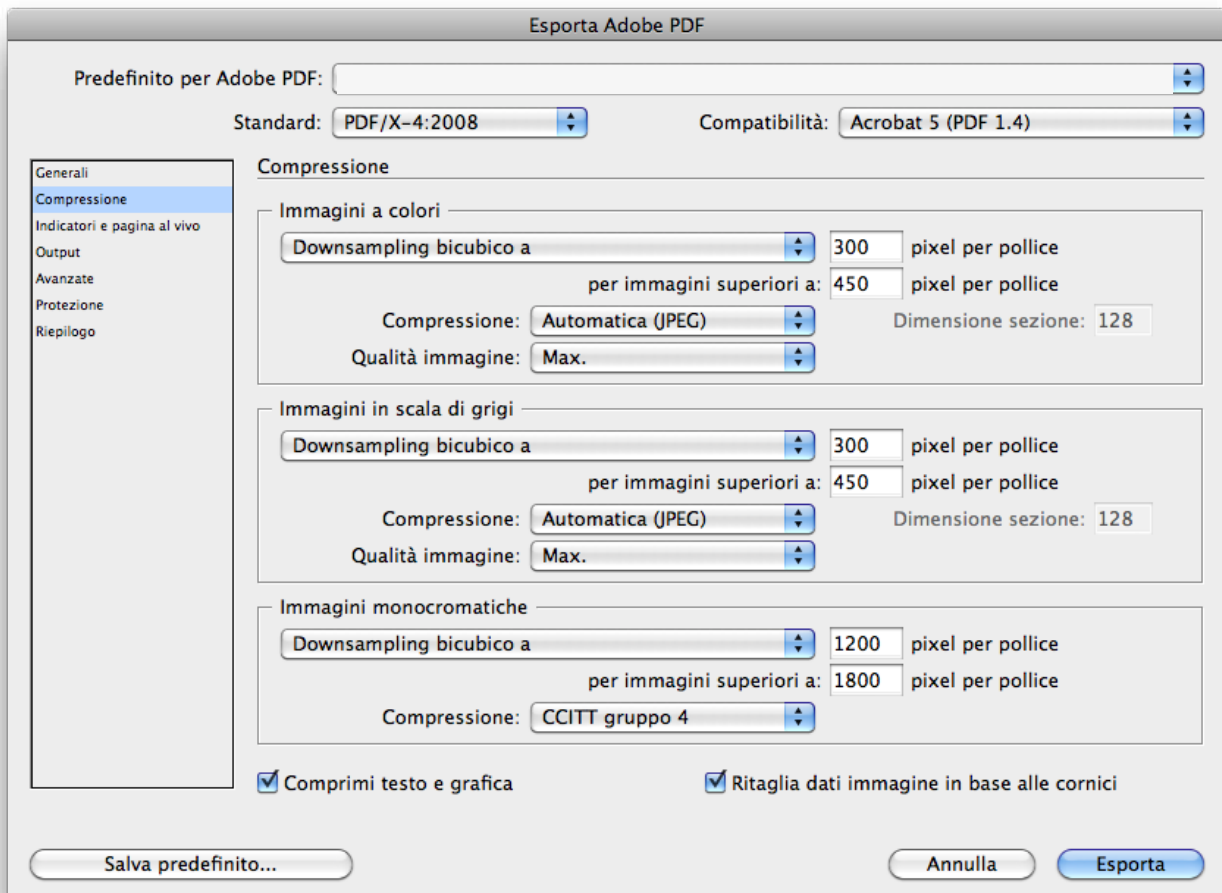 Esporta Adobe PDF
Predefinito per Adobe PDF:
Standard: PDF/X-4:2008 Compatibilità: Acrobat 5 (PDF 1.4)
Generali
Compressione
Indicatori e pagina al vivo
Output
Avanzate
Protezione
Riepilogo
Compressione
Immagini a colori
Downsampling bicubico a 300 pixel per pollice
per immagini superiori a: 450 pixel per pollice
Compressione: Automatica (JPEG) Dimensione sezione: 128
Qualità immagine: Max.
Immagini in scala di grigi
Downsampling bicubico a 300 pixel per pollice
per immagini superiori a: 450 pixel per pollice
Compressione: Automatica (JPEG) Dimensione sezione: 128
Qualità immagine: Max.
Immagini monocromatiche
Downsampling bicubico a 1200 pixel per pollice
per immagini superiori a: 1800 pixel per pollice
Compressione: CCITT gruppo 4
Comprimi testo e grafica Ritaglia dati immagine in base alle cornici
Salva predefinito... Annulla Esporta